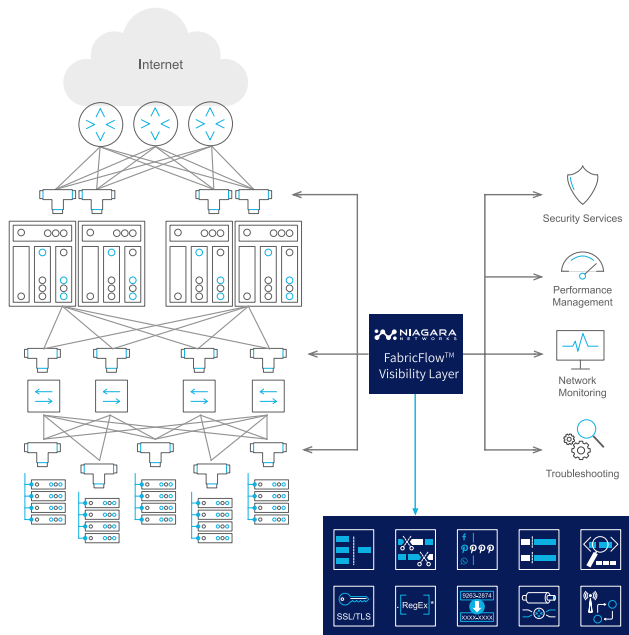 Internet
Security Services
Performance
Management
NIAGARA
NETWORKS
FabricFlow™
Visibility Layer
Network
Monitoring
Troubleshooting
SSL/TLS
.RegEx*
9263-2874
XXXX-XXXX